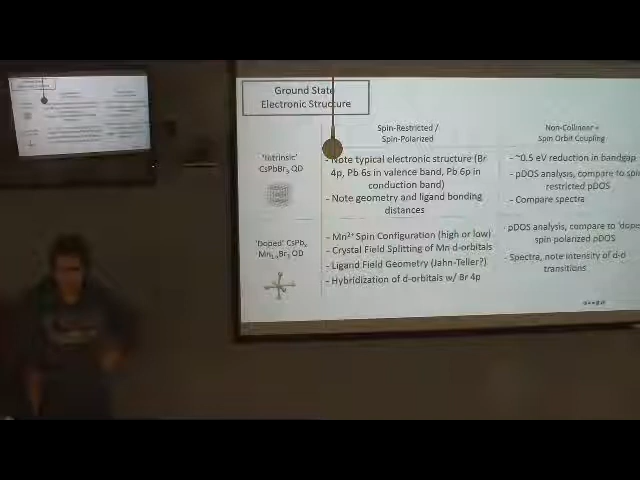 Ground State
Electronic Structure
Spin-Restricted /
Spin-Polarized
Non-Collinear +
Spin Orbit Coupling
'Intrinsic'
CsPbBr₃ QD
- Note typical electronic structure (Br
4p, Pb 6s in valence band, Pb 6p in
conduction band)
- Note geometry and ligand bonding
distances
- ~0.5 eV reduction in bandgap
- pDOS analysis, compare to spin
restricted pDOS
- Compare spectra
'Doped' CsPbₓ
Mn₁₋ₓBr₃ QD
- Mn²⁺ Spin Configuration (high or low)
- Crystal Field Splitting of Mn d-orbitals
- Ligand Field Geometry (Jahn-Teller?)
- Hybridization of d-orbitals w/ Br 4p
- pDOS analysis, compare to 'dope
spin polarized pDOS
- Spectra, note intensity of d-d
transitions